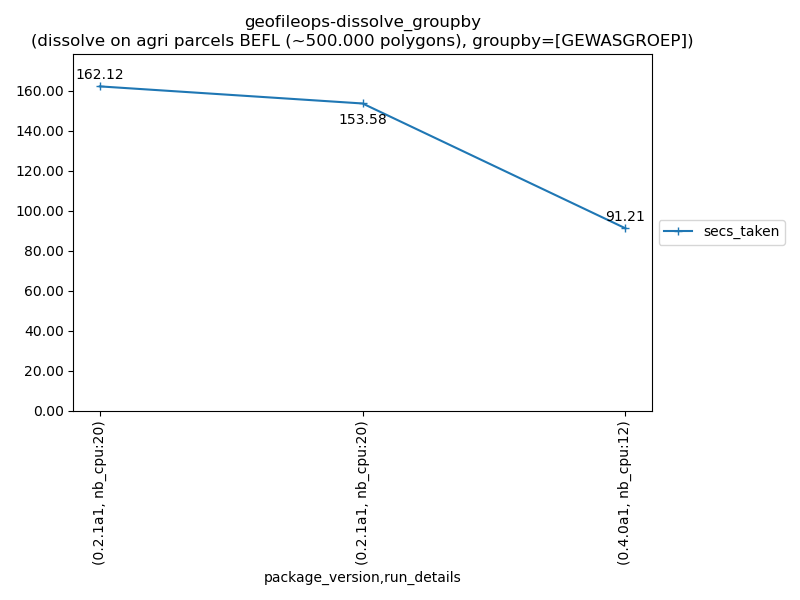 geofileops-dissolve_groupby
(dissolve on agri parcels BEFL (~500.000 polygons), groupby=[GEWASGROEP])
162.12
153.58
91.21
160.00
140.00
120.00
100.00
80.00
60.00
40.00
20.00
0.00
secs_taken
(0.2.1a1, nb_cpu:20)
(0.2.1a1, nb_cpu:20)
(0.4.0a1, nb_cpu:12)
package_version,run_details